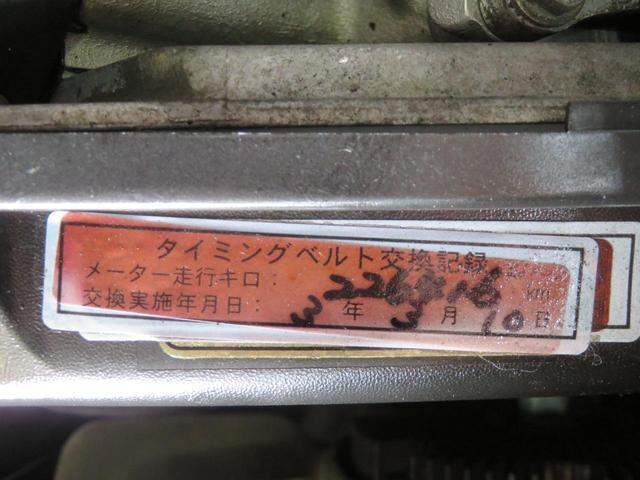 タイミングベルト交換記録
メーター走行キロ： km
交換実施年月日： 3 年 3 月 10 日